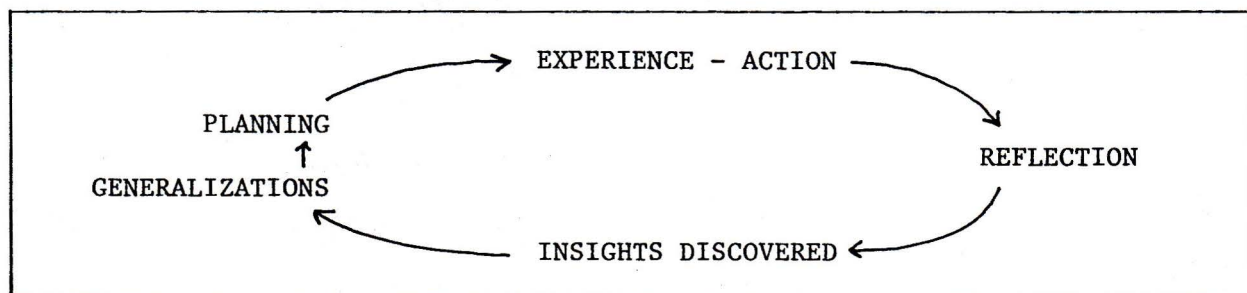 EXPERIENCE - ACTION
PLANNING
REFLECTION
GENERALIZATIONS
INSIGHTS DISCOVERED